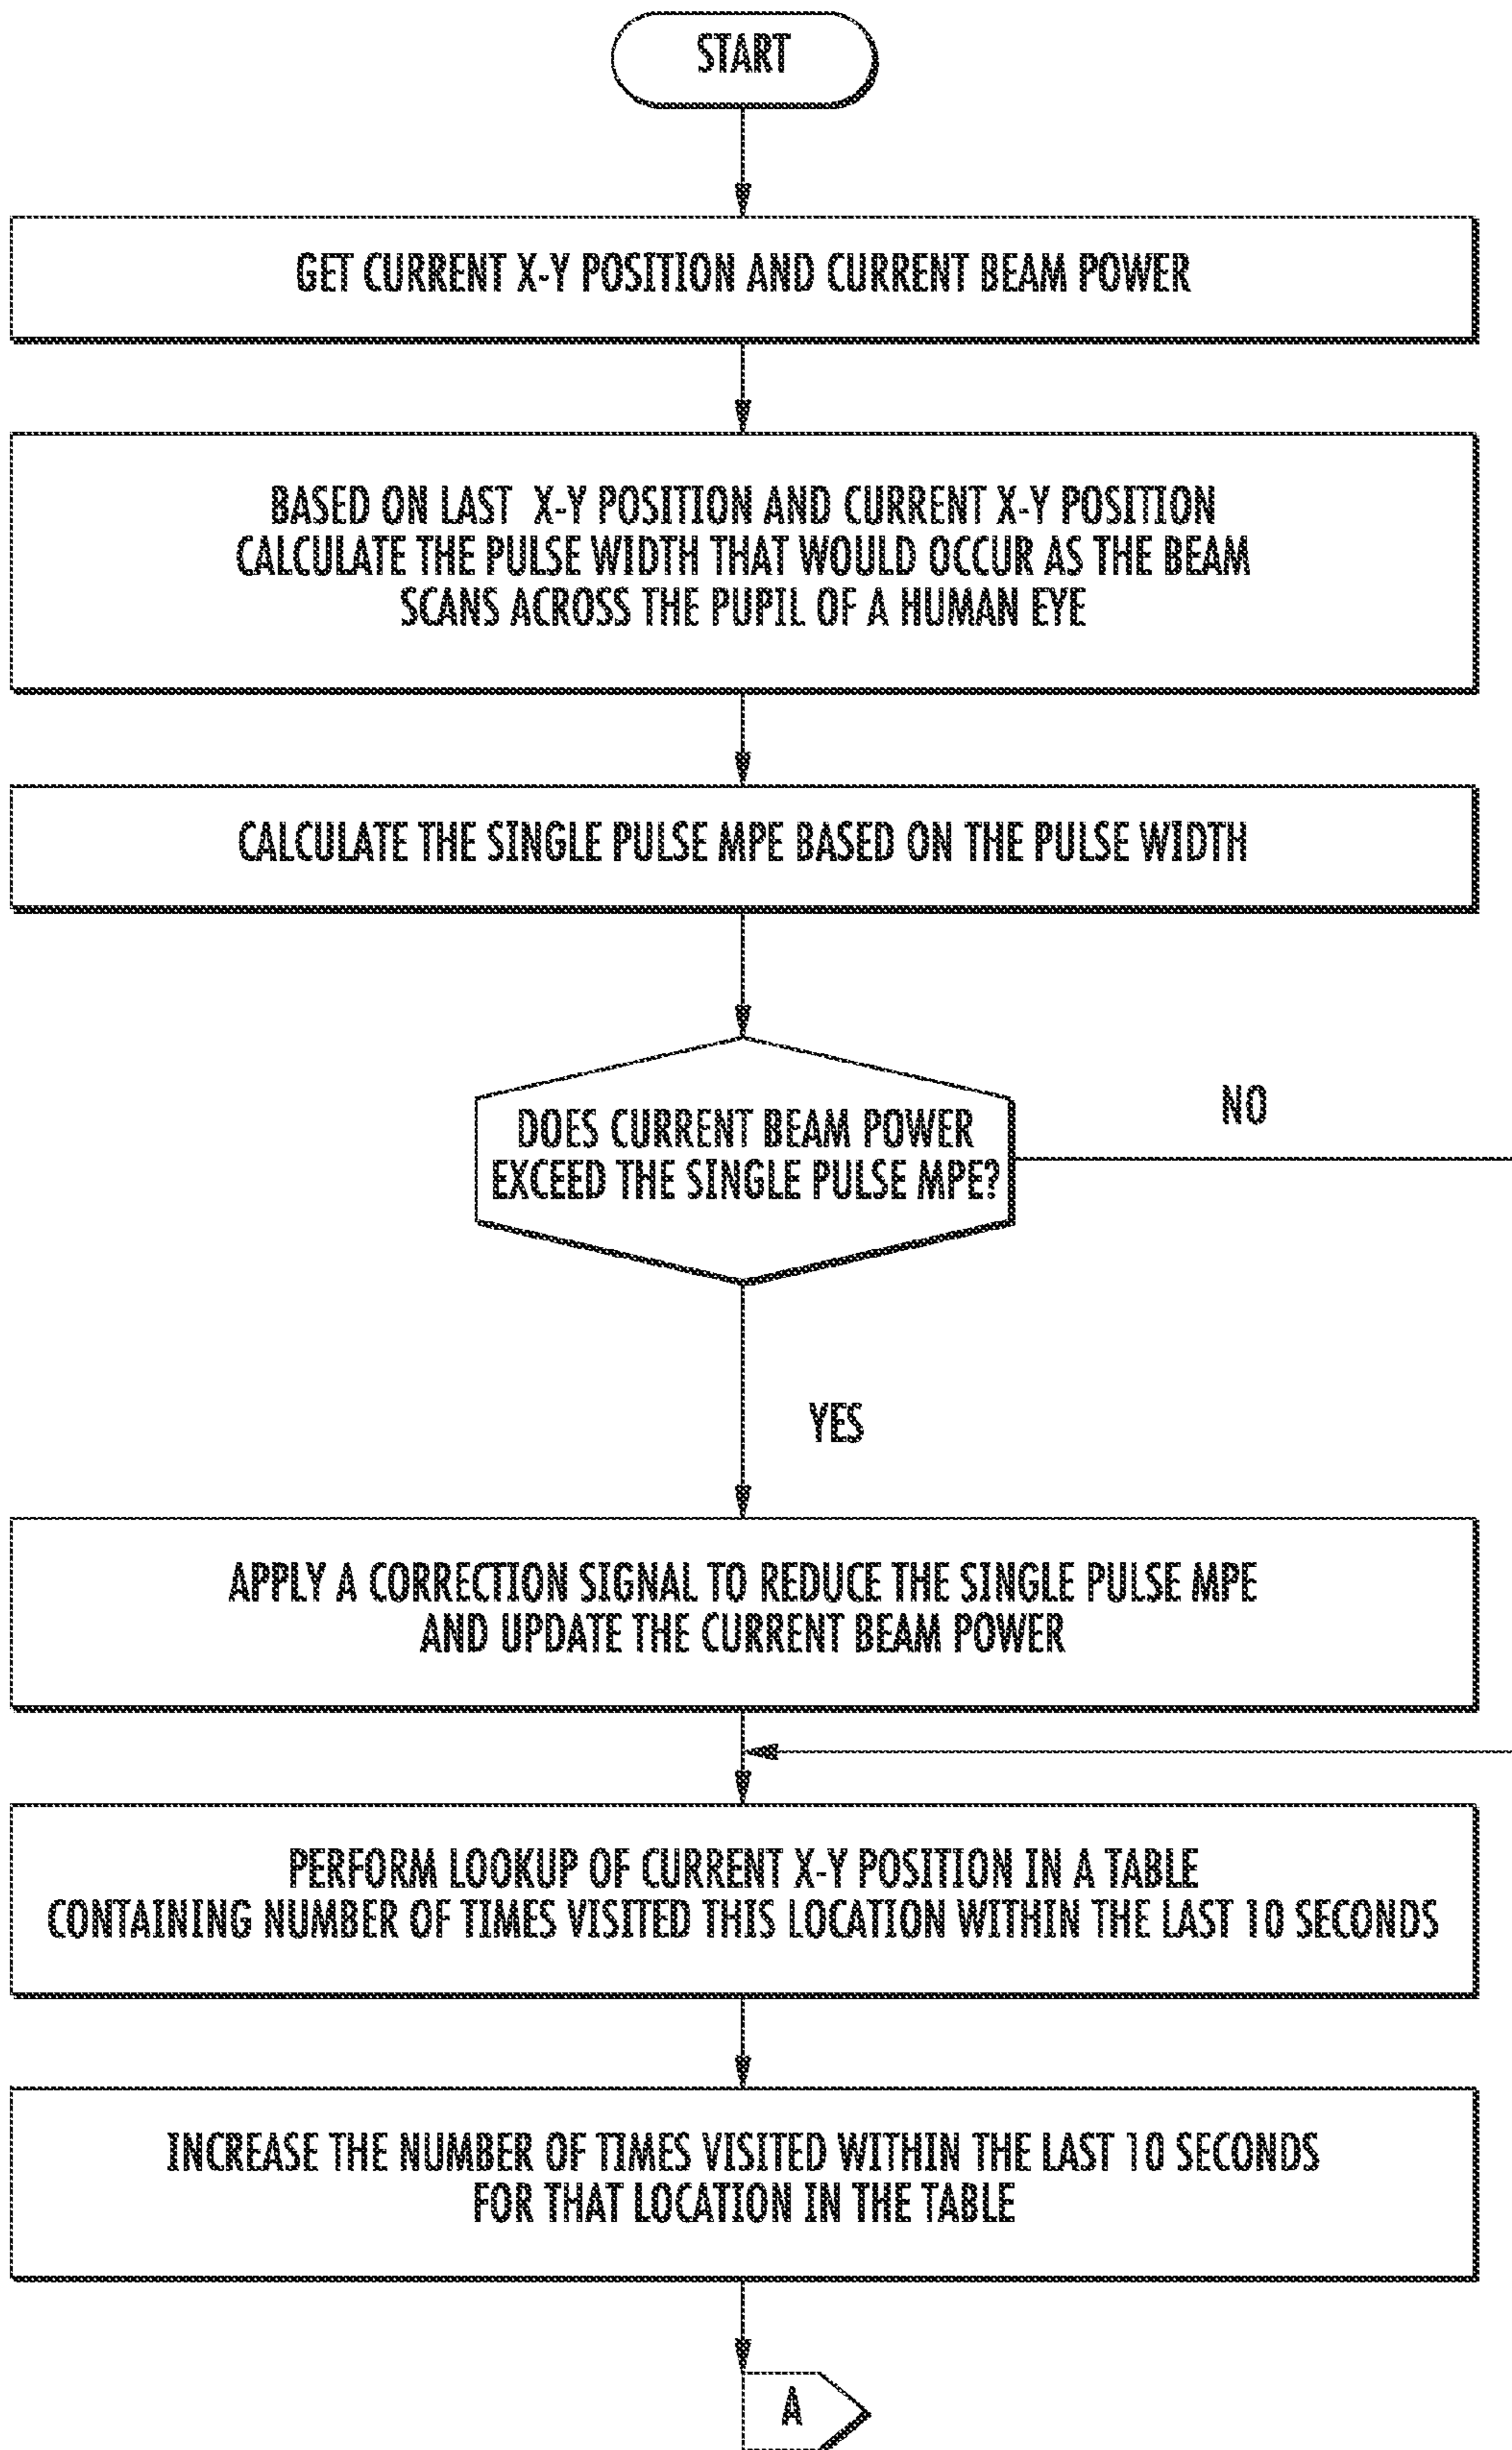 START
GET CURRENT X-Y POSITION AND CURRENT BEAM POWER
BASED ON LAST X-Y POSITION AND CURRENT X-Y POSITION
CALCULATE THE PULSE WIDTH THAT WOULD OCCUR AS THE BEAM
SCANS ACROSS THE PUPIL OF A HUMAN EYE
CALCULATE THE SINGLE PULSE MPE BASED ON THE PULSE WIDTH
DOES CURRENT BEAM POWER
EXCEED THE SINGLE PULSE MPE?
NO
YES
APPLY A CORRECTION SIGNAL TO REDUCE THE SINGLE PULSE MPE
AND UPDATE THE CURRENT BEAM POWER
PERFORM LOOKUP OF CURRENT X-Y POSITION IN A TABLE
CONTAINING NUMBER OF TIMES VISITED THIS LOCATION WITHIN THE LAST 10 SECONDS
INCREASE THE NUMBER OF TIMES VISITED WITHIN THE LAST 10 SECONDS
FOR THAT LOCATION IN THE TABLE
A